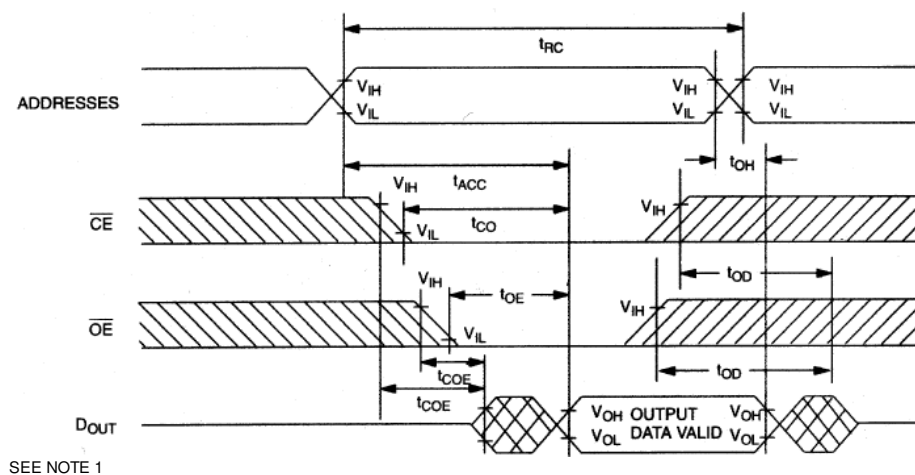 tRC
ADDRESSES
VIH
VIL
VIH
VIL
VIH
VIL
tOH
tACC
CE
VIH
VIL
tCO
VIH
tOD
OE
VIH
VIL
tOE
VIH
tOD
tCOE
tCOE
DOUT
VOH
VOL
OUTPUT
DATA VALID
VOH
VOL
SEE NOTE 1